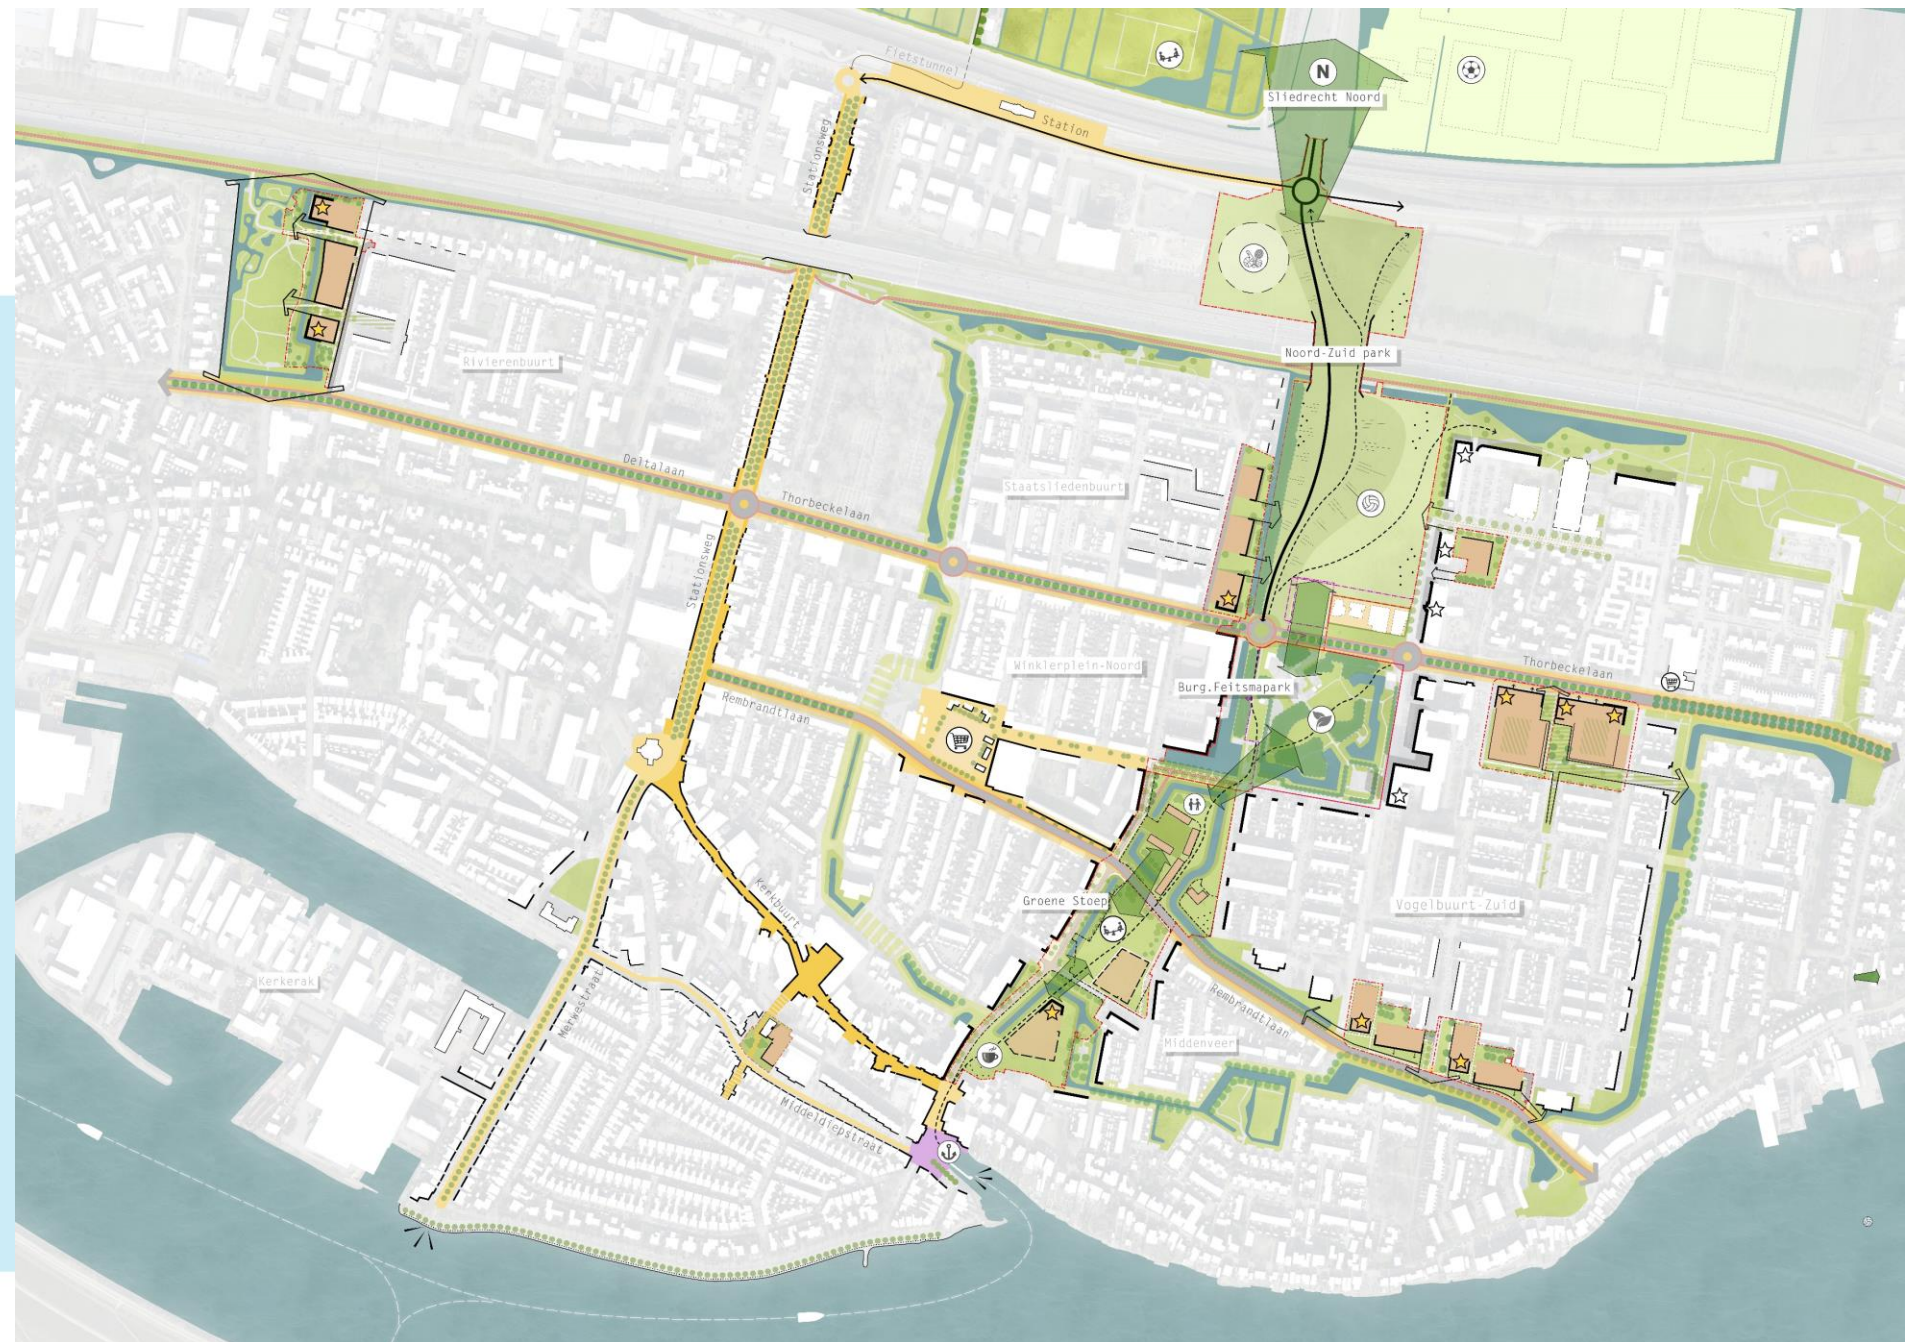 Fietstunnel
N
Sliedrecht Noord
Station
Stationsweg
Noord-Zuid park
Rivierenbuurt
Deltalaan
Staatsliedenbuurt
Thorbeckelaan
Stationsweg
Winklerplein-Noord
Thorbeckelaan
Burg.Feitsmapark
Rembrandtlaan
Kerkbuurt
Groene Stoep
Vogelbuurt-Zuid
Kerkerak
Merwestraat
Rembrandtlaan
Middenveer
Middeldiepstraat